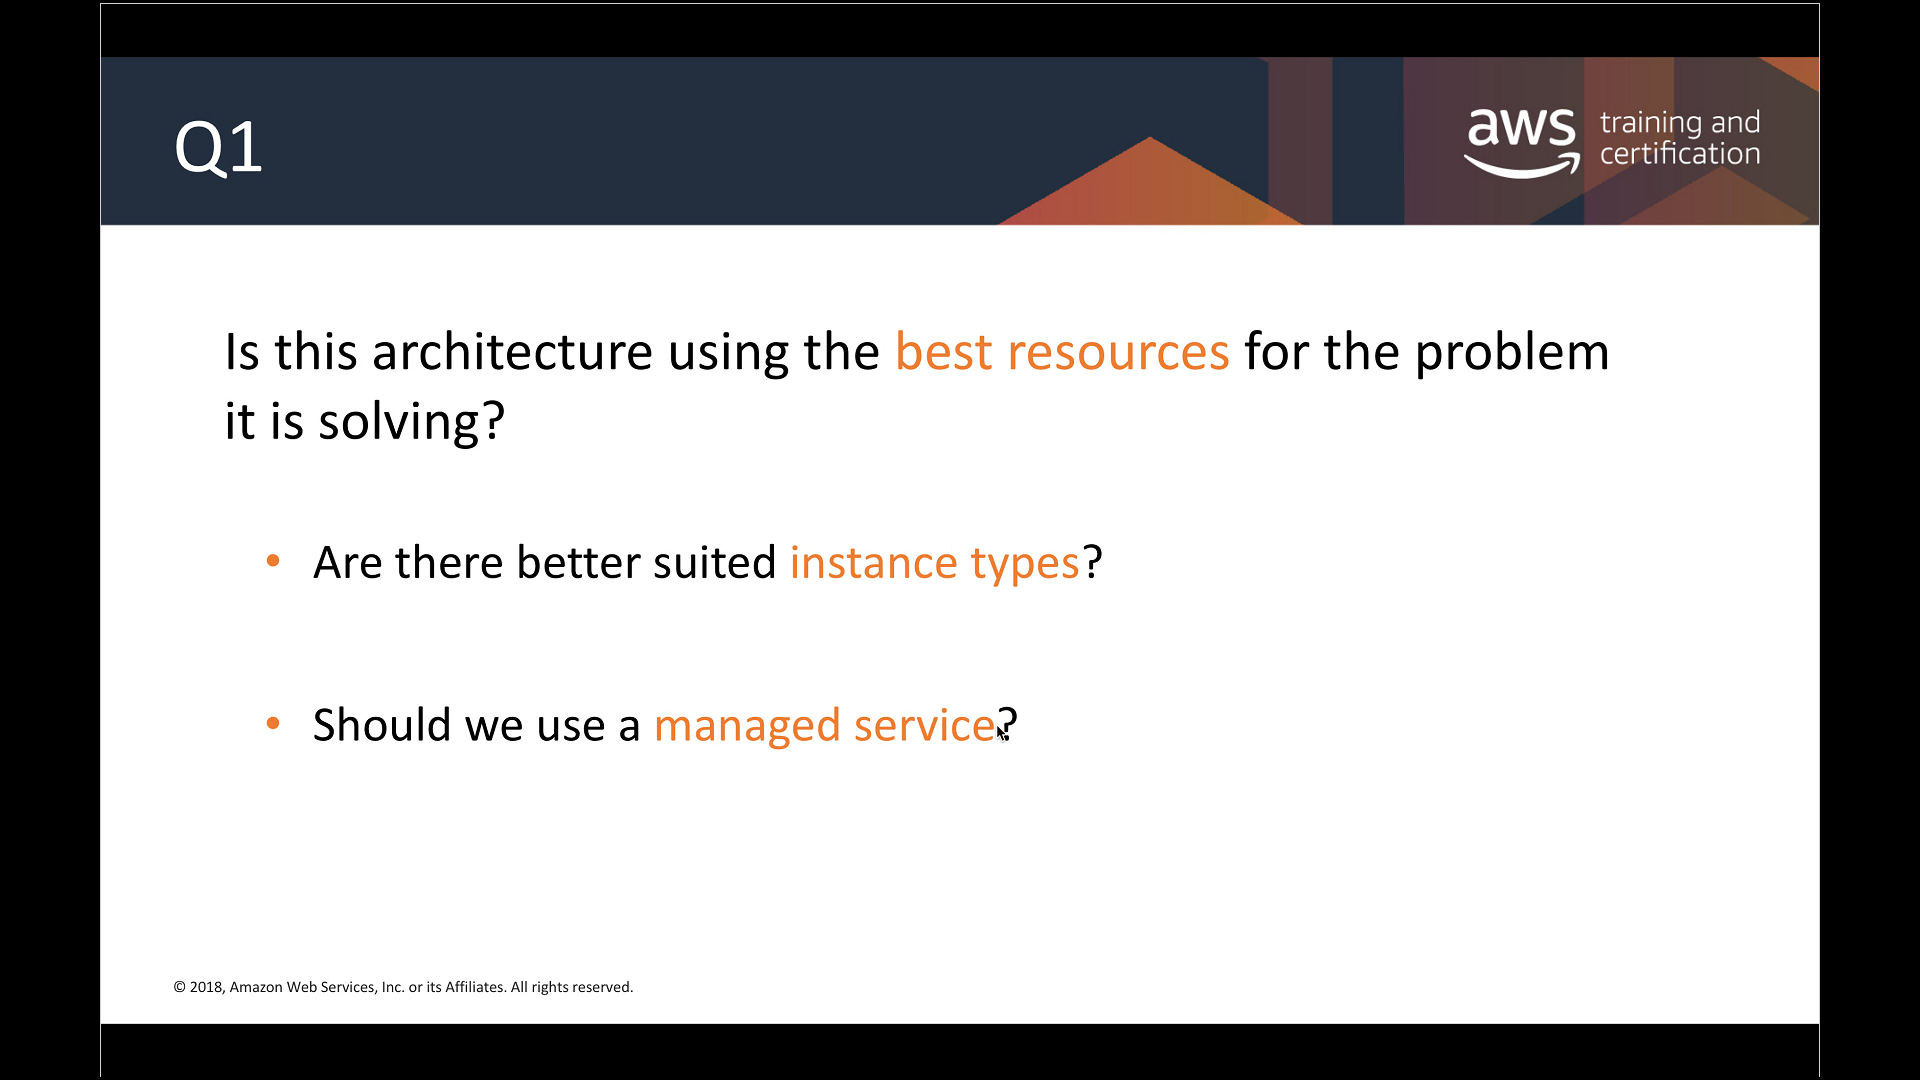 Q1
aws training and
certification
Is this architecture using the best resources for the problem
it is solving?
• Are there better suited instance types?
• Should we use a managed service?
© 2018, Amazon Web Services, Inc. or its Affiliates. All rights reserved.